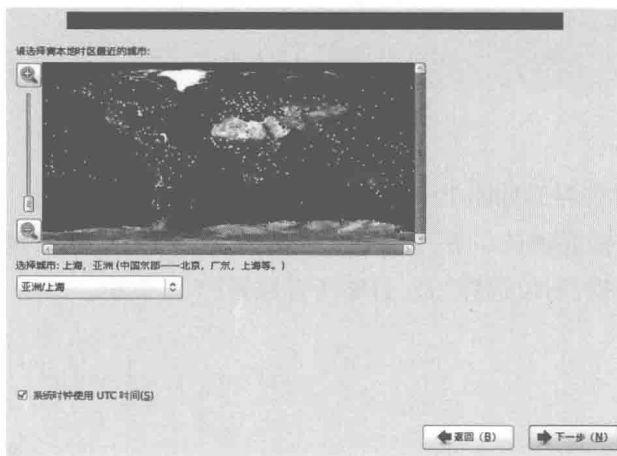 请选择离本地时区最近的城市:
选择城市: 上海, 亚洲 (中国东部——北京, 广东, 上海等。)
亚洲/上海
系统时钟使用 UTC 时间(S)
返回 (B)
下一步 (N)